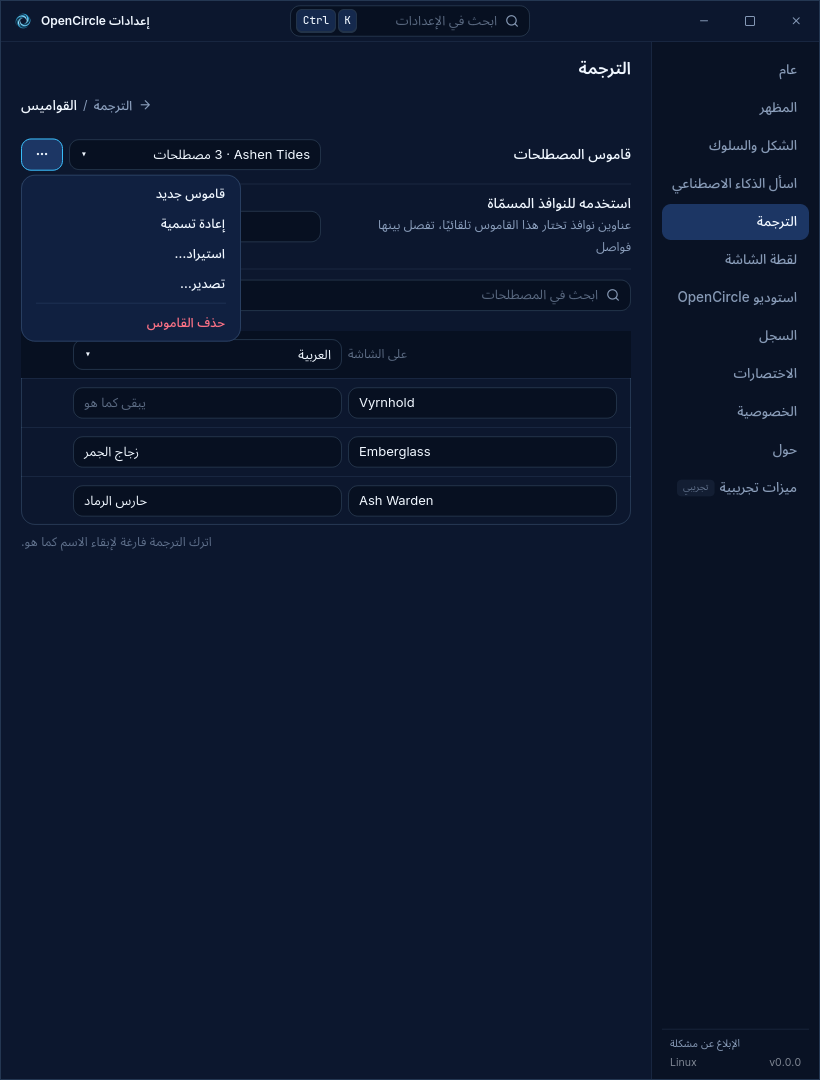 إعدادات OpenCircle
ابحث في الإعدادات
Ctrl K
عام
المظهر
الشكل والسلوك
اسأل الذكاء الاصطناعي
الترجمة
لقطة الشاشة
استوديو OpenCircle
السجل
الاختصارات
الخصوصية
حول
ميزات تجريبية تجريبي
الإبلاغ عن مشكلة
v0.0.0 Linux
الترجمة
الترجمة / القواميس
قاموس المصطلحات
Ashen Tides · 3 مصطلحات
...
قاموس جديد
إعادة تسمية
استيراد...
تصدير...
حذف القاموس
استخدمه للنوافذ المسمّاة
عناوين نوافذ تختار هذا القاموس تلقائيًا، تفصل بينها
فواصل
ابحث في المصطلحات
على الشاشة
العربية
Vyrnhold
يبقى كما هو
Emberglass
زجاج الجمر
Ash Warden
حارس الرماد
اترك الترجمة فارغة لإبقاء الاسم كما هو.